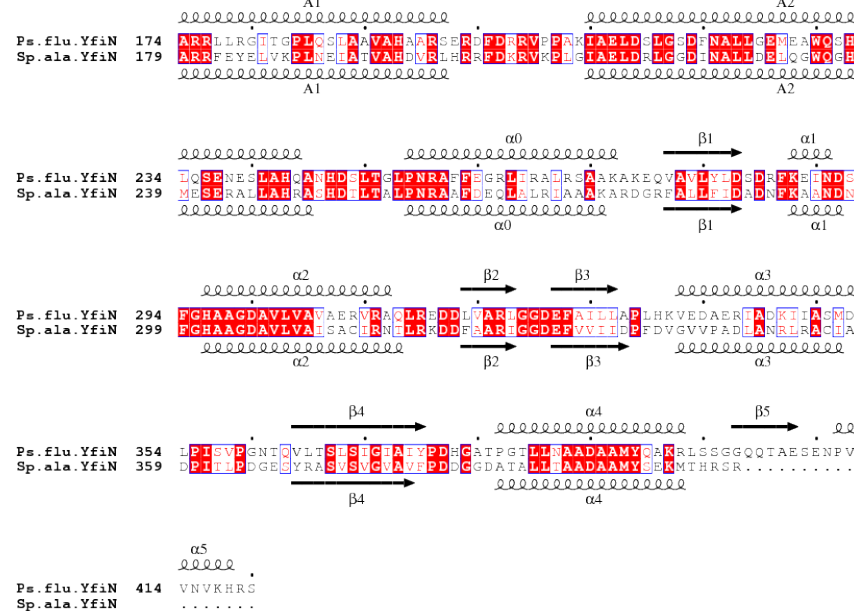 A1 A2
Ps.flu.YfiN 174 ARRLLRGITGPLQSLAAVAHAARSERDFDRRVPPAKIAELDSLGSDFNALLGEMEAWQSH
Sp.ala.YfiN 179 ARRFEYELVKPLNEIATVAHDVRLHRRFDKRVKPLGIAELDRLGGDINALLDELQGWQGH
A1 A2
α0 β1 α1
Ps.flu.YfiN 234 LQSENESLAHQANHDSLTGLPNRAFFEGRLIRALRSAAKAKEQVAVLYLDSDRFKEINDS
Sp.ala.YfiN 239 MESERALLAHRASHDTLTALPNRAAFDEQLALRIAAAKARDGRFALLFIDADNFKAANDN
α0 β1 α1
α2 β2 β3 α3
Ps.flu.YfiN 294 FGHAAGDAVLVAVAERVRAQLREDDLVARLGGDEFAILLAPLHKVEDAERIADKIIASMD
Sp.ala.YfiN 299 FGHAAGDAVLVAISACIRNTLRKDDFAARIGGDEFVVIIDPFDVGVVPADLANRLRACIA
α2 β2 β3 α3
β4 α4 β5
Ps.flu.YfiN 354 LPISVPGNTQVLTSLSIGIATYPDHGATPGTLLNAADAAMYQAKRLSSGGQQTAESENPV
Sp.ala.YfiN 359 DPITLPDGESYRASVSVGVAVFPDDGGDATALLTAADAAMYSEKMTHRSR..........
β4 α4
α5
Ps.flu.YfiN 414 VNVKHRS
Sp.ala.YfiN .......